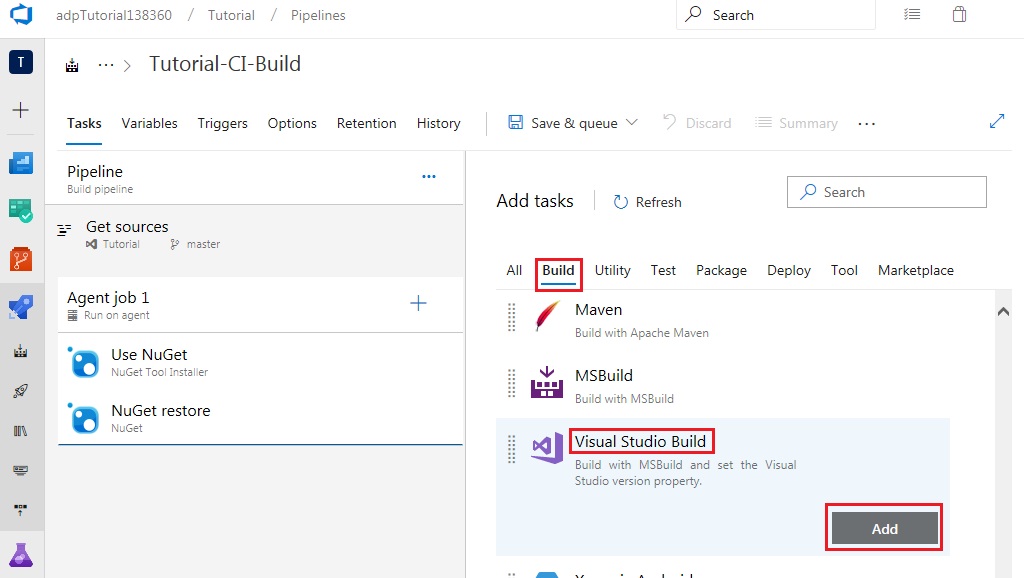 adpTutorial138360 / Tutorial / Pipelines
Search
T
··· > Tutorial-CI-Build
Tasks Variables Triggers Options Retention History
Save & queue Discard Summary ···
Pipeline
Build pipeline
Get sources
Tutorial master
Agent job 1
Run on agent
Use NuGet
NuGet Tool Installer
NuGet restore
NuGet
Add tasks Refresh Search
All Build Utility Test Package Deploy Tool Marketplace
Maven
Build with Apache Maven
MSBuild
Build with MSBuild
Visual Studio Build
Build with MSBuild and set the Visual
Studio version property.
Add